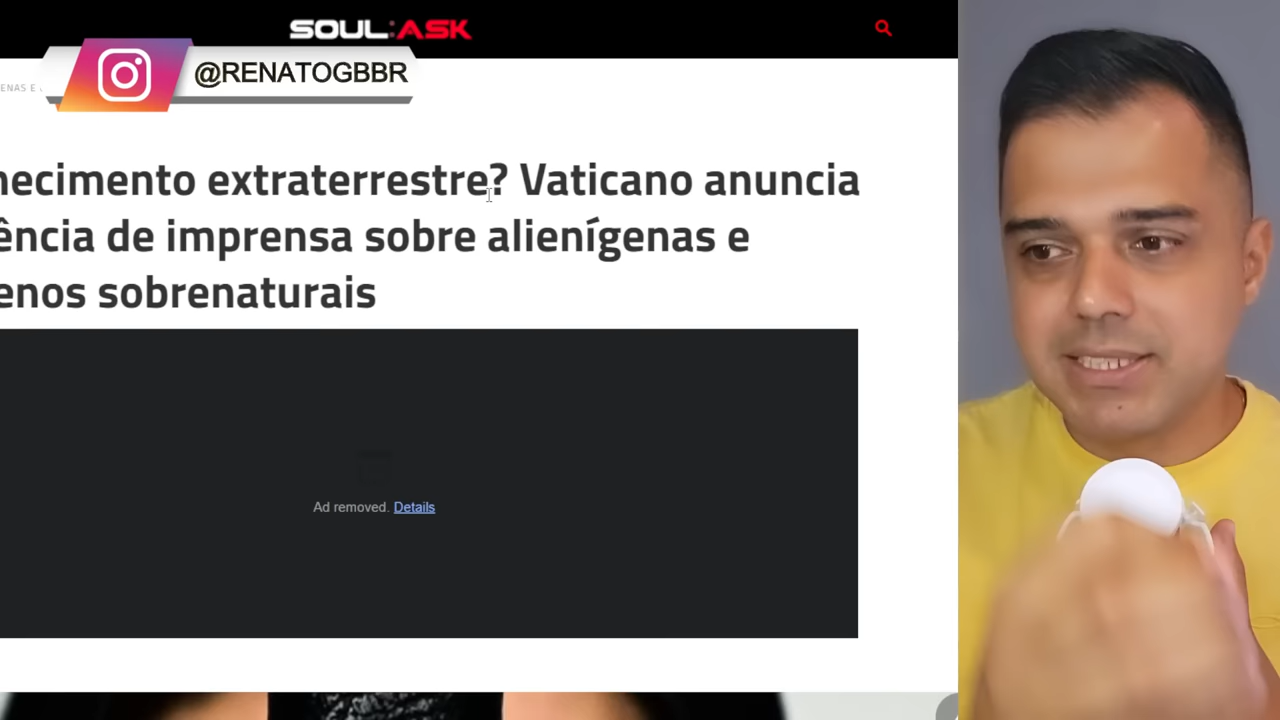 SOUL:ASK
@RENATOGBBR
ENAS E
necimento extraterrestre? Vaticano anuncia
ência de imprensa sobre alienígenas e
enos sobrenaturais
Ad removed. Details